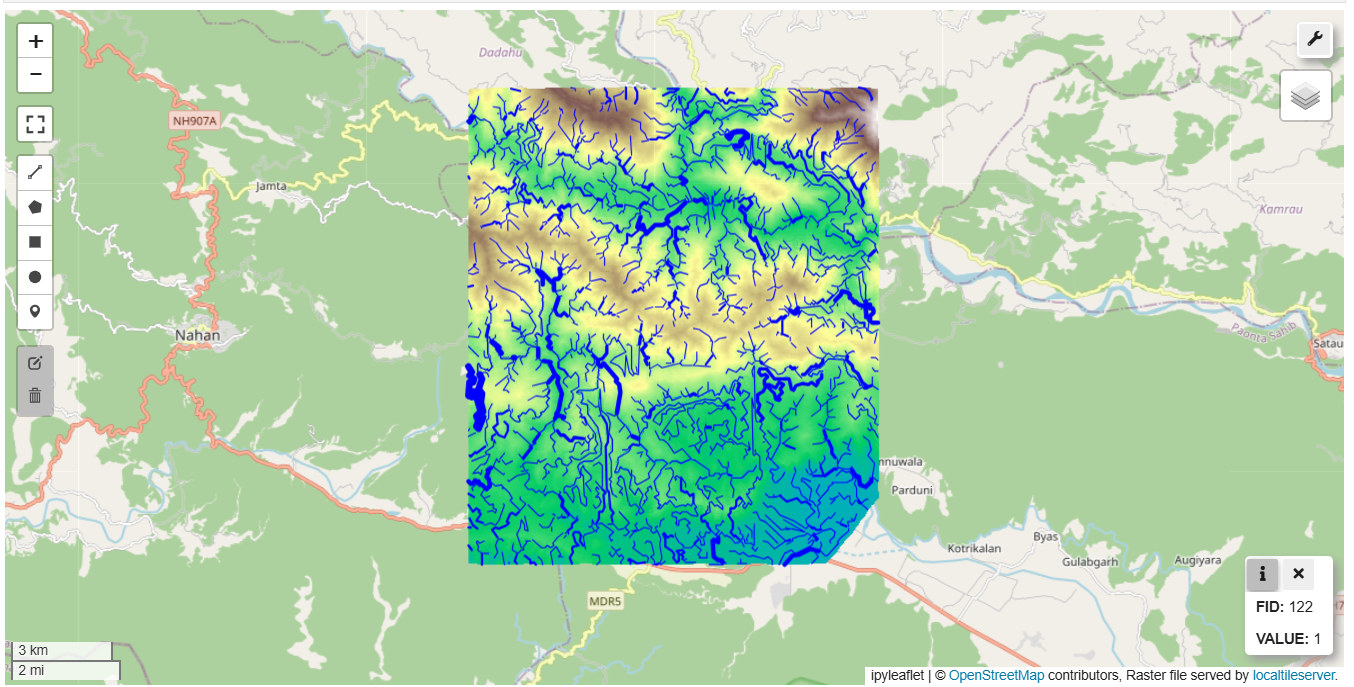 +
Dadahu
−
NH907A
Jamta
Kamrau
Paonta Sahib
Nahan
Satau
nnuwala
Parduni
Byas
Kotrikalan
Gulabgarh
Augiyara
MDR5
i ×
FID: 122
VALUE: 1
3 km
2 mi
ipyleaflet | © OpenStreetMap contributors, Raster file served by localtileserver.